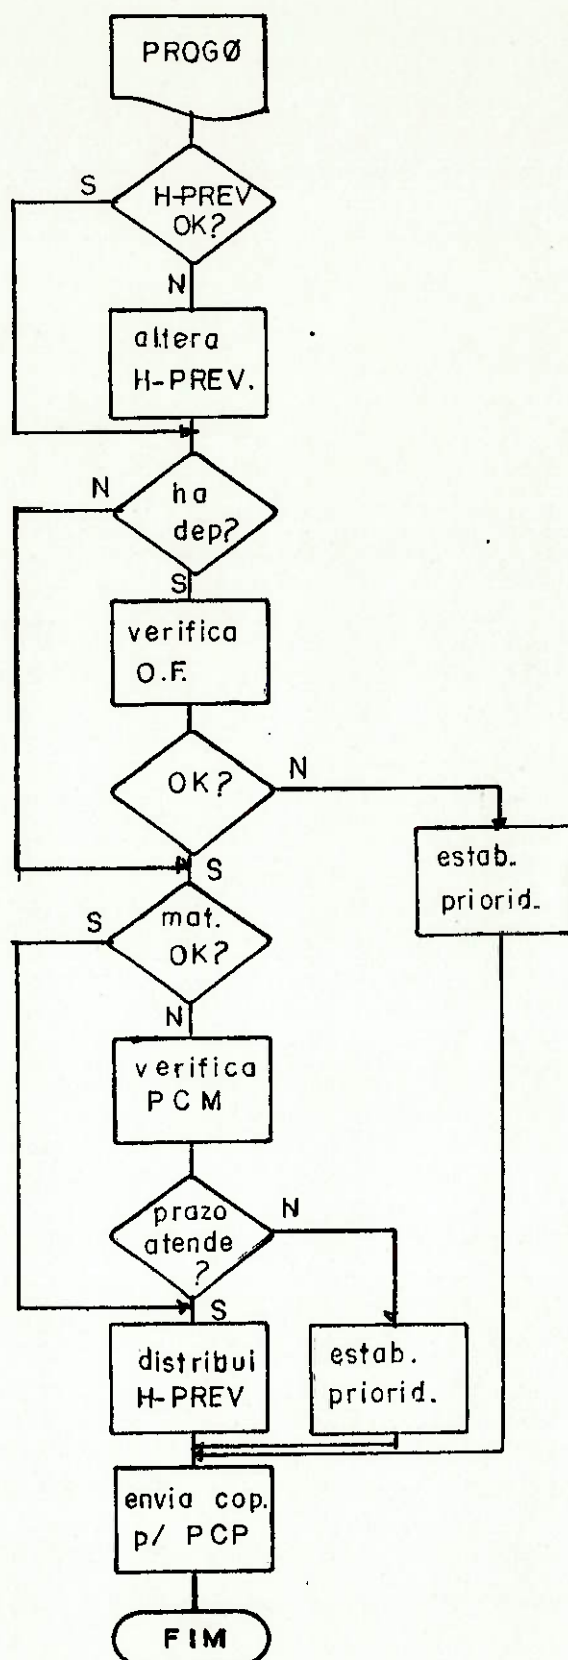 PROGØ
S
H-PREV
OK?
N
altera
H-PREV.
N
ha
dep?
S
verifica
O.F.
OK?
N
S
estab.
priorid.
S
mat.
OK?
N
verifica
PCM
prazo
atende
?
N
S
distribui
H-PREV
estab.
priorid.
envia cop.
p/ PCP
FIM